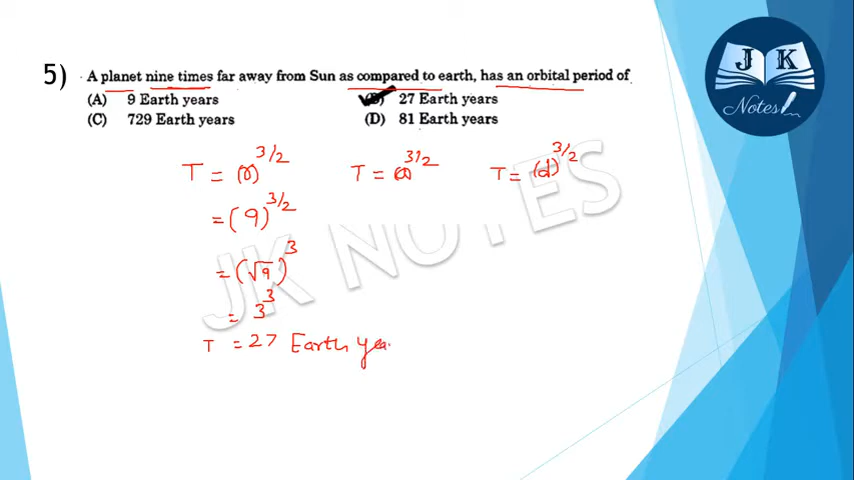 J K
Notes
5) A planet nine times far away from Sun as compared to earth, has an orbital period of
(A) 9 Earth years (B) 27 Earth years
(C) 729 Earth years (D) 81 Earth years
T = (r)^3/2 T = (a)^3/2 T = (d)^3/2
= (9)^3/2
= (√9)^3
= 3^3
T = 27 Earth yea
JK NOTES